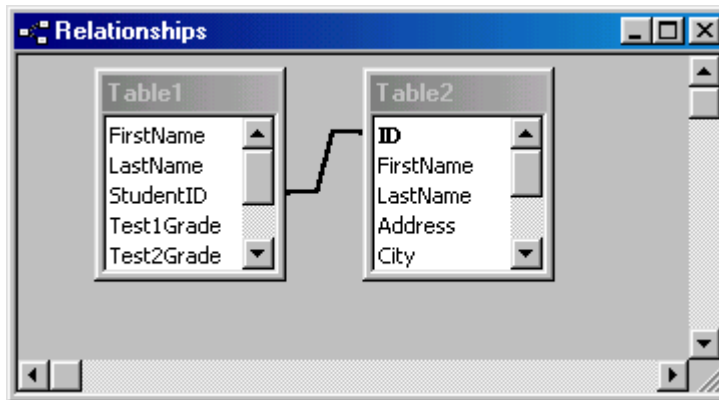 Relationships
Table1
FirstName
LastName
StudentID
Test1Grade
Test2Grade
Table2
ID
FirstName
LastName
Address
City